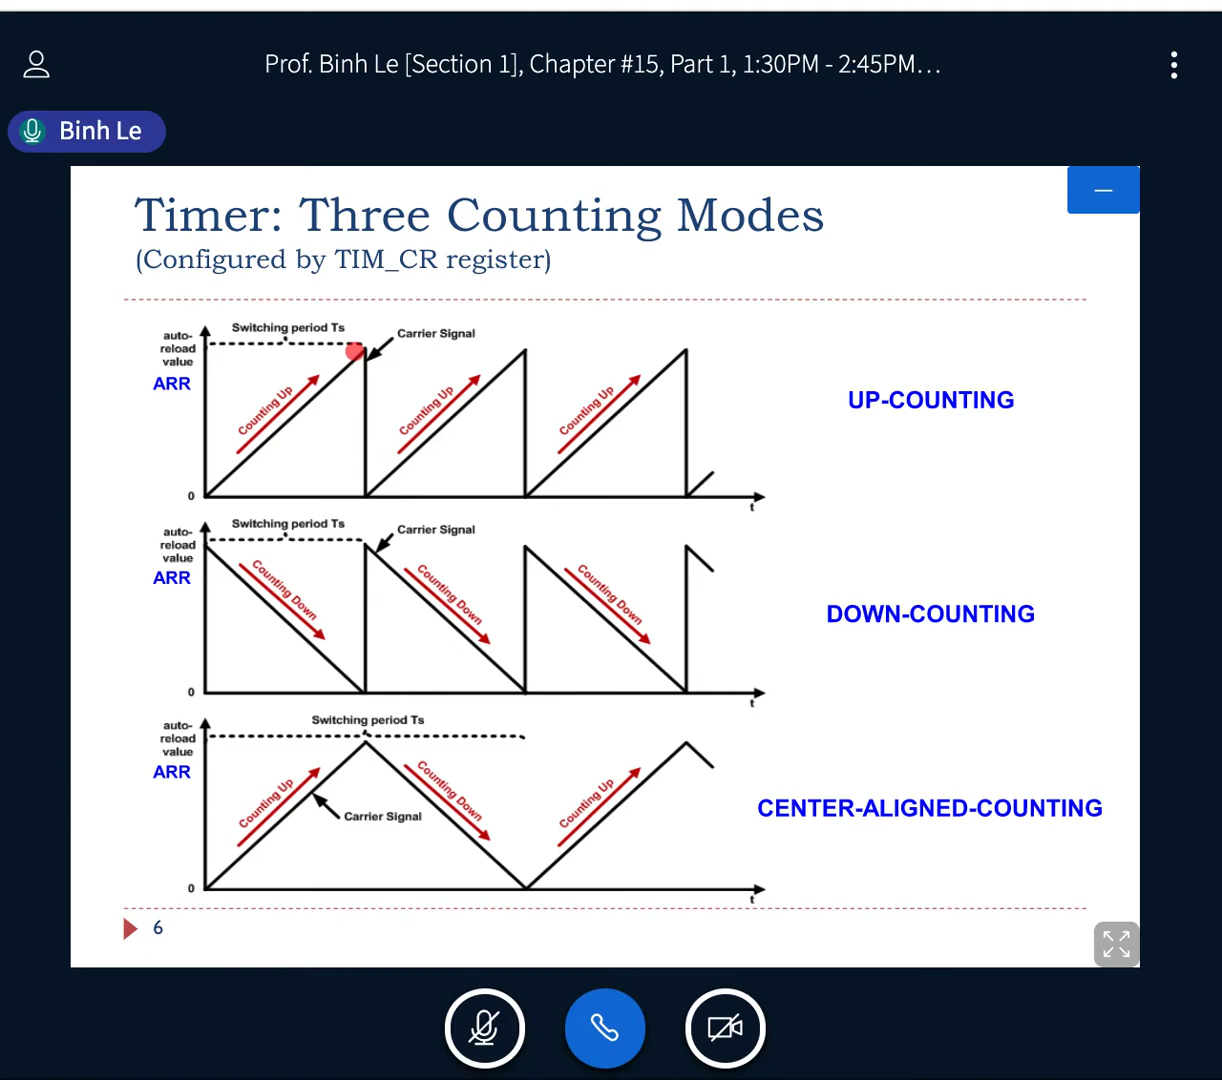 Prof. Binh Le [Section 1], Chapter #15, Part 1, 1:30PM - 2:45PM…
Binh Le
Timer: Three Counting Modes
(Configured by TIM_CR register)
auto-
reload
value
ARR
Switching period Ts
Carrier Signal
Counting Up
Counting Up
Counting Up
0
t
UP-COUNTING
auto-
reload
value
ARR
Switching period Ts
Carrier Signal
Counting Down
Counting Down
Counting Down
0
t
DOWN-COUNTING
auto-
reload
value
ARR
Switching period Ts
Counting Up
Carrier Signal
Counting Down
Counting Up
0
t
CENTER-ALIGNED-COUNTING
6